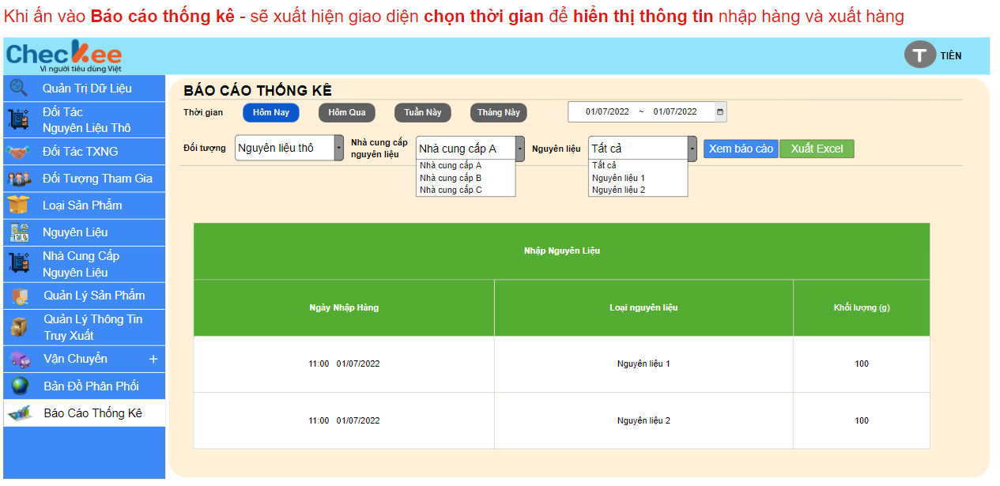 Khi ấn vào Báo cáo thống kê - sẽ xuất hiện giao diện chọn thời gian để hiển thị thông tin nhập hàng và xuất hàng
Checkee
Vì người tiêu dùng Việt
T TIÊN
Quản Trị Dữ Liệu
Đối Tác
Nguyên Liệu Thô
Đối Tác TXNG
Đối Tượng Tham Gia
Loại Sản Phẩm
Nguyên Liệu
Nhà Cung Cấp
Nguyên Liệu
Quản Lý Sản Phẩm
Quản Lý Thông Tin
Truy Xuất
Vận Chuyển +
Bản Đồ Phân Phối
Báo Cáo Thống Kê
BÁO CÁO THỐNG KÊ
Thời gian Hôm Nay Hôm Qua Tuần Này Tháng Này 01/07/2022 ~ 01/07/2022
Đối tượng Nguyên liệu thô
Nhà cung cấp
nguyên liệu
Nhà cung cấp A
Nhà cung cấp A
Nhà cung cấp B
Nhà cung cấp C
Nguyên liệu Tất cả
Tất cả
Nguyên liệu 1
Nguyên liệu 2
Xem báo cáo Xuất Excel
Nhập Nguyên Liệu
Ngày Nhập Hàng Loại nguyên liệu Khối lượng (g)
11:00 01/07/2022 Nguyên liệu 1 100
11:00 01/07/2022 Nguyên liệu 2 100